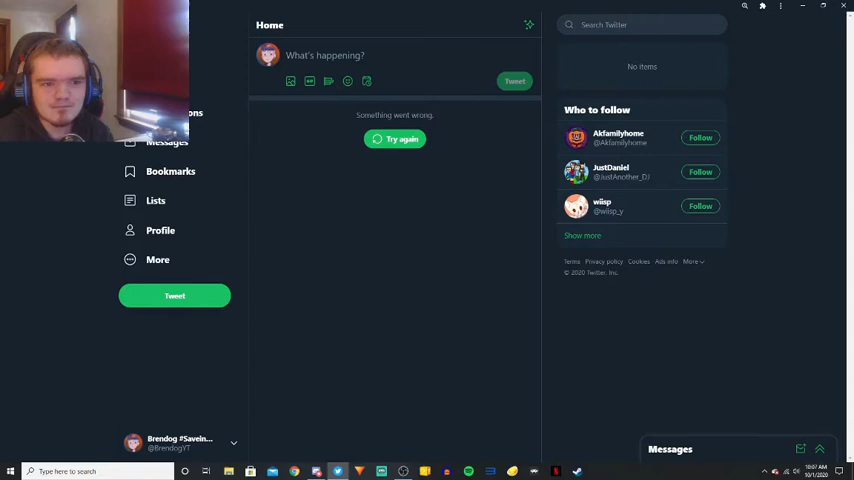 Home
What's happening?
GIF
Tweet
Something went wrong.
Try again
Messages
Bookmarks
Lists
Profile
More
Tweet
Brendog #Savein...
@BrendogYT
Search Twitter
No items
Who to follow
Akfamilyhome
@Akfamilyhome
Follow
JustDaniel
@JustAnother_DJ
Follow
wiisp
@wiisp_y
Follow
Show more
Terms Privacy policy Cookies Ads info More
© 2020 Twitter, Inc.
Messages
Type here to search
10:07 AM
10/1/2020